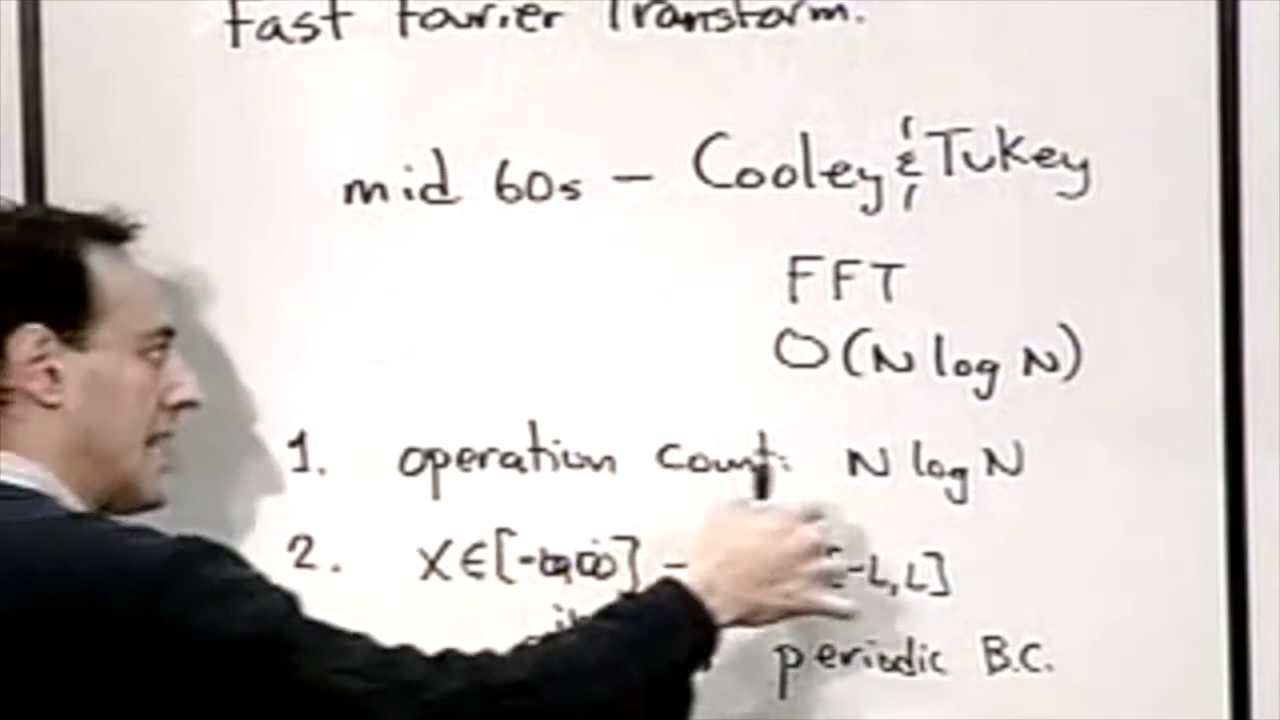 Fast Fourier Transform.
mid 60s - Cooley & Tukey
FFT
O(N log N)
1. operation count: N log N
2. x∈[-∞,∞] - [-L,L]
periodic B.C.